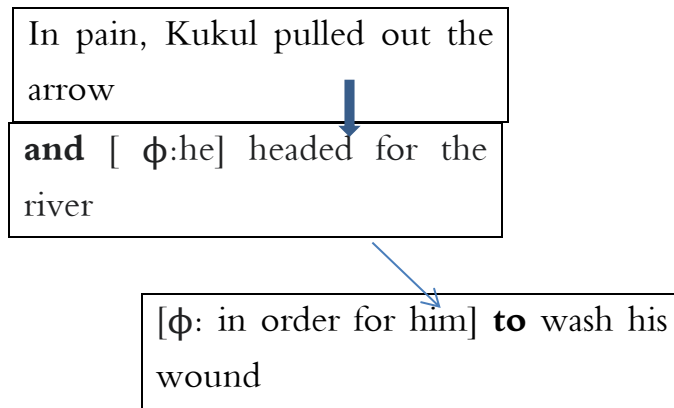 In pain, Kukul pulled out the
arrow
and [ ϕ:he] headed for the
river
[ϕ: in order for him] to wash his
wound